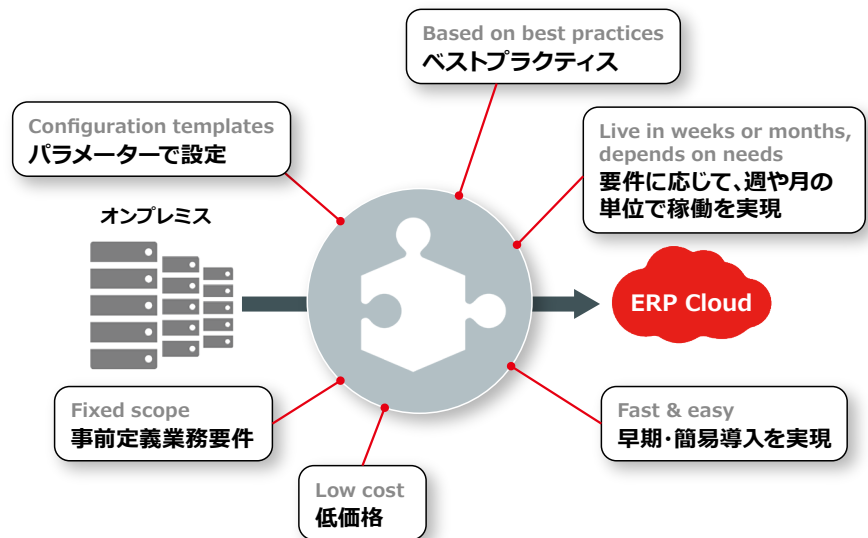 Based on best practices
ベストプラクティス
Configuration templates
パラメーターで設定
Live in weeks or months,
depends on needs
要件に応じて、週や月の
単位で稼働を実現
オンプレミス
ERP Cloud
Fixed scope
事前定義業務要件
Fast & easy
早期・簡易導入を実現
Low cost
低価格